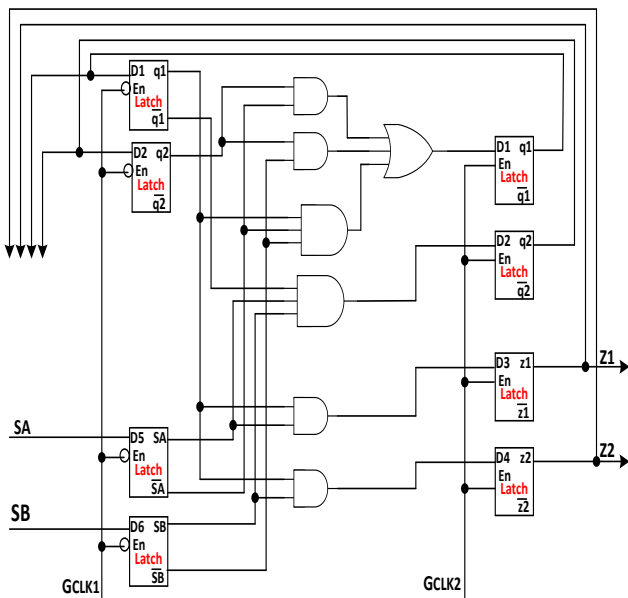 D1 q1
En
Latch
q1
D2 q2
En
Latch
q2
D1 q1
En
Latch
q1
D2 q2
En
Latch
q2
D3 z1
En
Latch
z1
Z1
SA
D5 SA
En
Latch
SA
D4 z2
En
Latch
z2
Z2
SB
D6 SB
En
Latch
SB
GCLK1
GCLK2